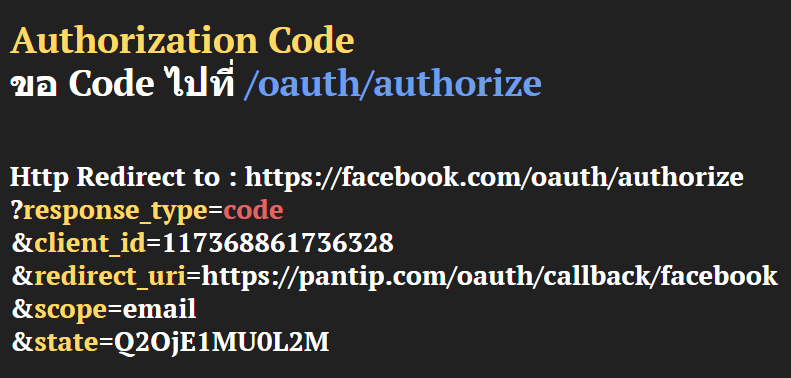 Authorization Code
ขอ Code ไปที่ /oauth/authorize
Http Redirect to : https://facebook.com/oauth/authorize
?response_type=code
&client_id=117368861736328
&redirect_uri=https://pantip.com/oauth/callback/facebook
&scope=email
&state=Q2OjE1MU0L2M